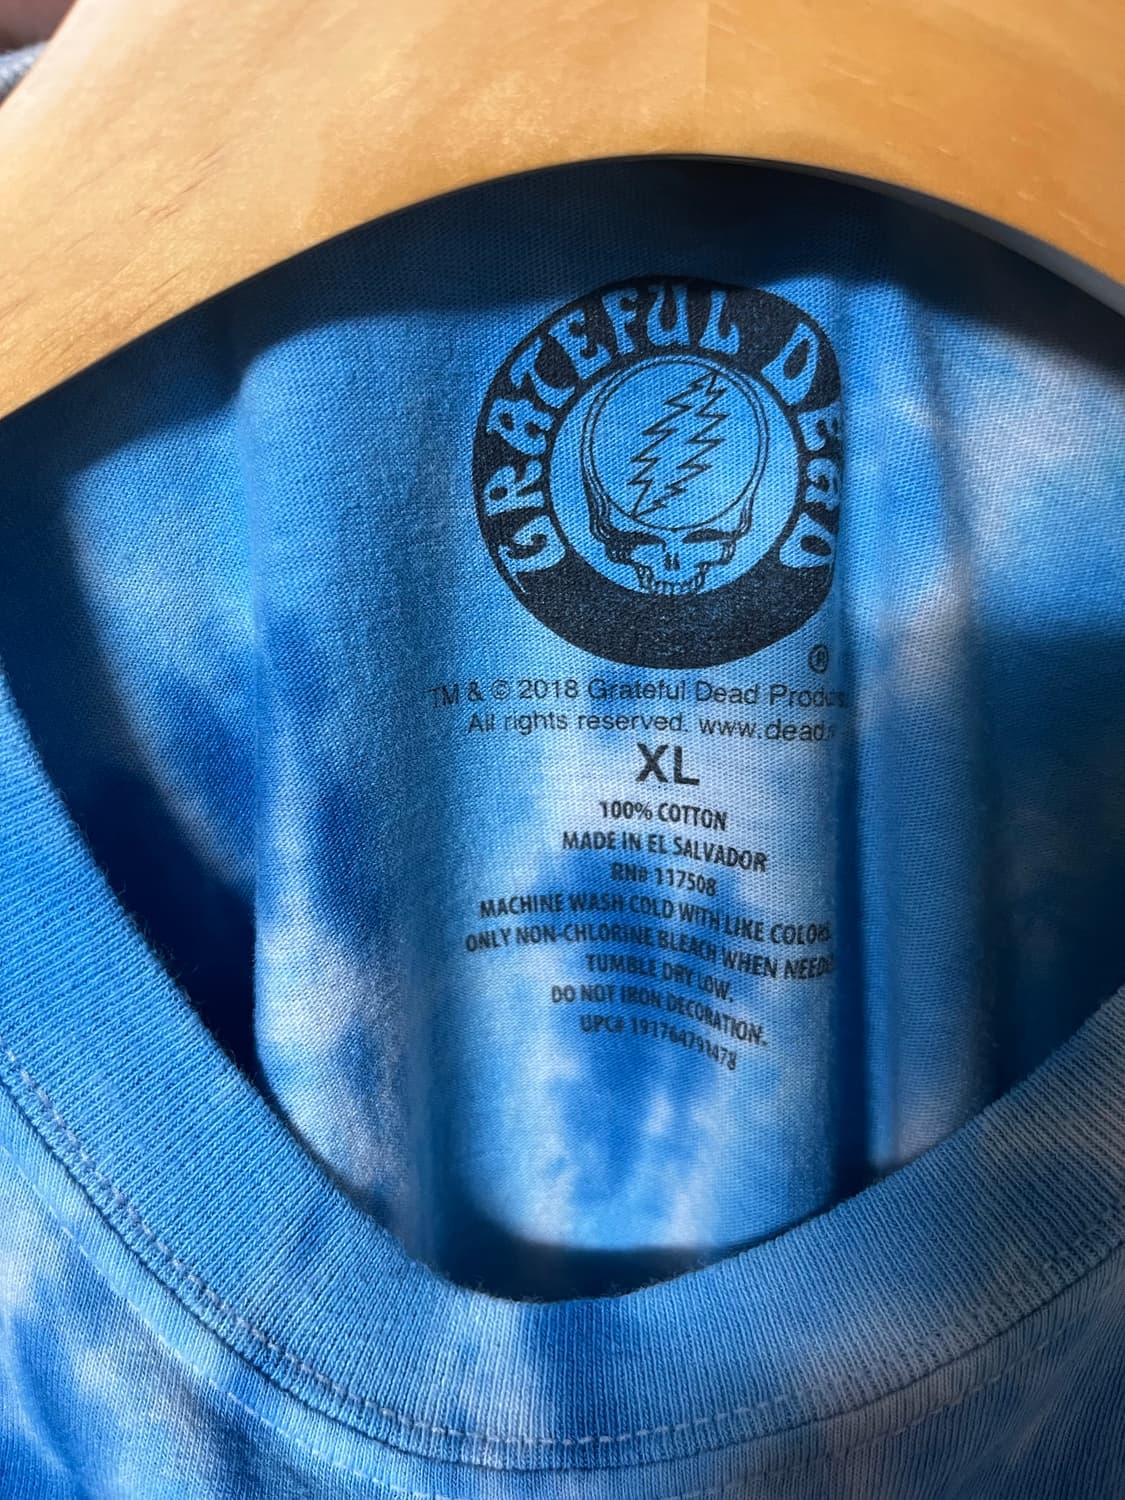 GRATEFUL DEAD
®
TM & © 2018 Grateful Dead
All rights reserved. www.dead
XL
100% COTTON
MADE IN EL SALVADOR
RN# 117508
MACHINE WASH COLD WITH LIKE COLORS.
ONLY NON-CHLORINE BLEACH WHEN
TUMBLE DRY LOW.
DO NOT IRON DECORATION.
UPC# 191764791478